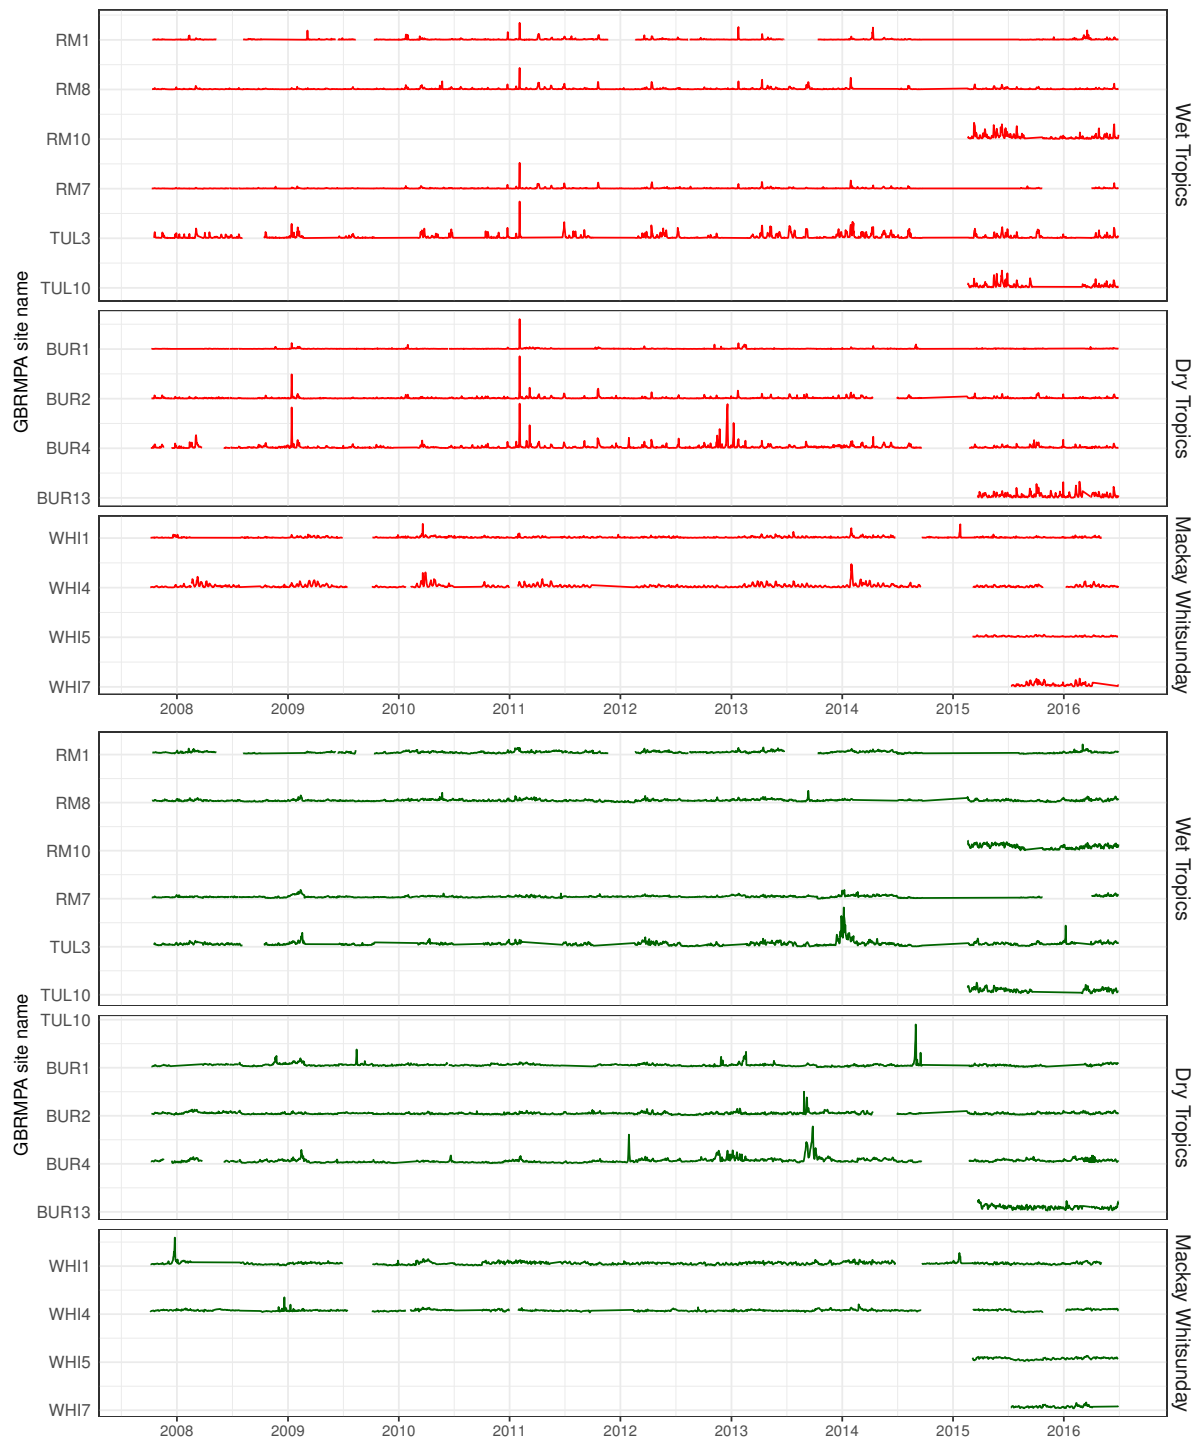 RM1
RM8
RM10
RM7
TUL3
TUL10
Wet Tropics
BUR1
BUR2
BUR4
BUR13
Dry Tropics
GBRMPA site name
WHI1
WHI4
WHI5
WHI7
Mackay Whitsunday
2008 2009 2010 2011 2012 2013 2014 2015 2016
RM1
RM8
RM10
RM7
TUL3
TUL10
Wet Tropics
TUL10
BUR1
BUR2
BUR4
BUR13
Dry Tropics
GBRMPA site name
WHI1
WHI4
WHI5
WHI7
Mackay Whitsunday
2008 2009 2010 2011 2012 2013 2014 2015 2016